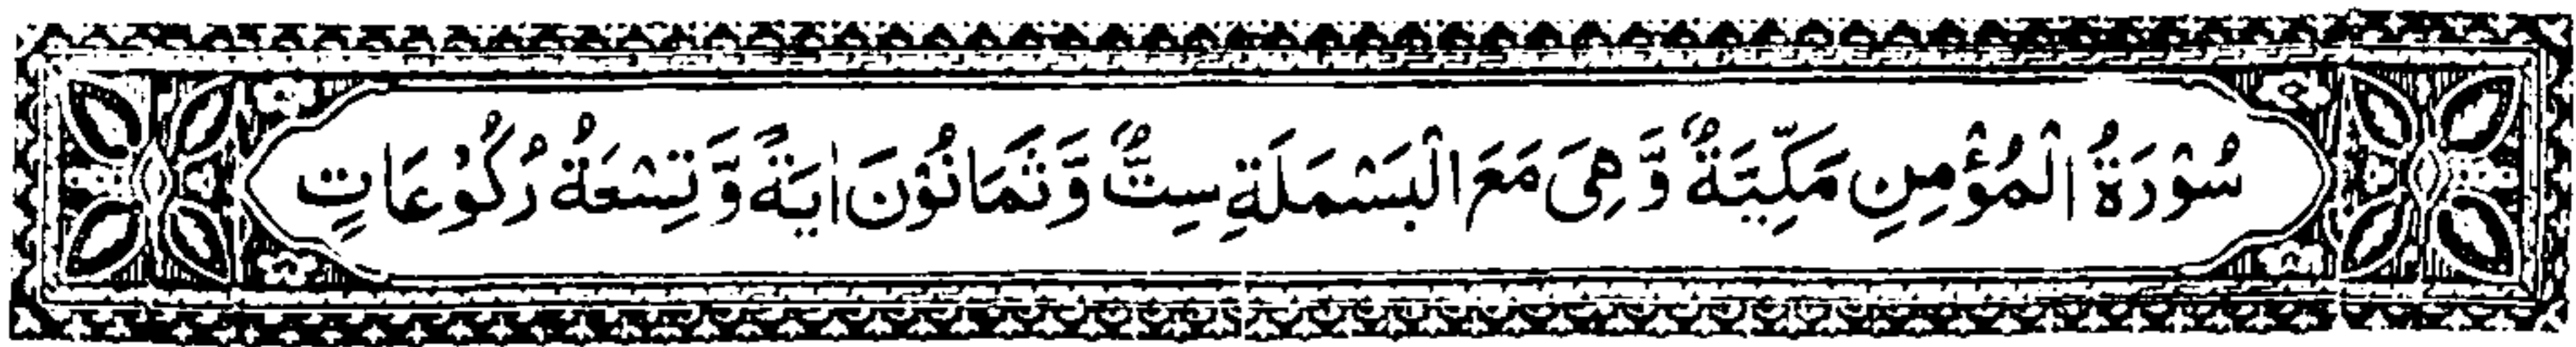 سُوْرَةُ الْمُؤْمِنِ مَكِّيَّةٌ وَّ هِیَ مَعَ الْبَسْمَلَةِ سِتٌّ وَّ ثَمَانُوْنَ اٰيَةً وَّ تِسْعَةُ رُكُوْعَاتٍ